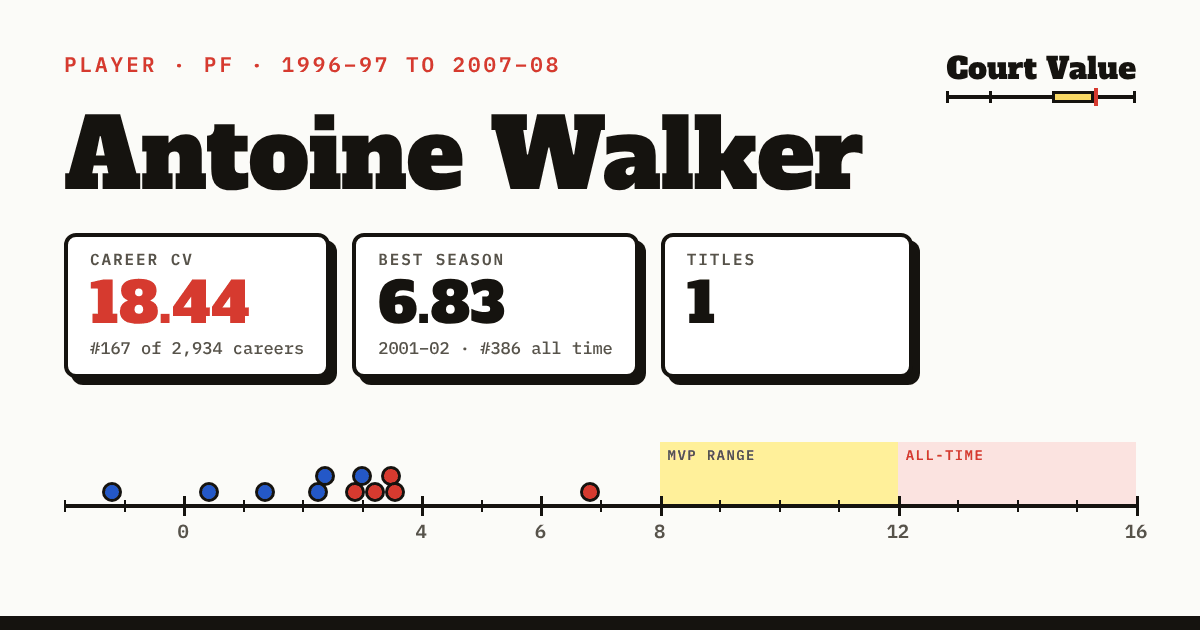 PLAYER · PF · 1996–97 TO 2007–08
Court Value
Antoine Walker
CAREER CV
18.44
#167 of 2,934 careers
BEST SEASON
6.83
2001–02 · #386 all time
TITLES
1
MVP RANGE
ALL-TIME
0 4 6 8 12 16